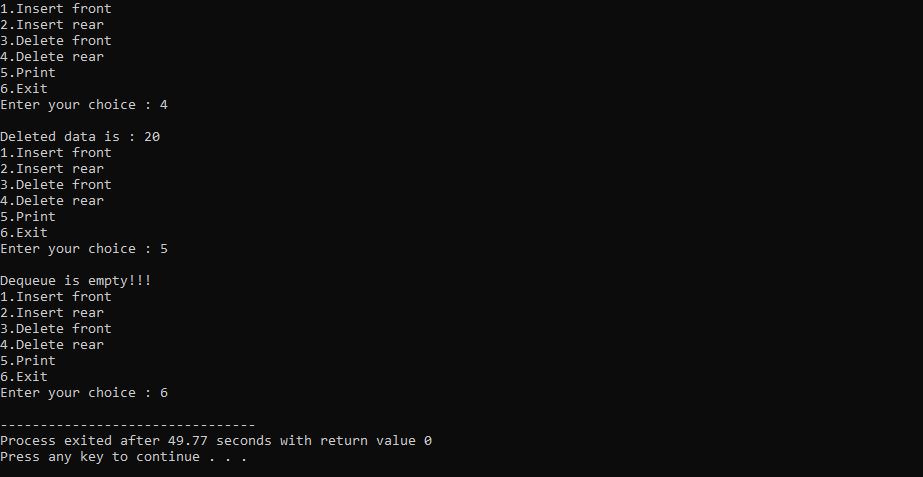 1.Insert front
2.Insert rear
3.Delete front
4.Delete rear
5.Print
6.Exit
Enter your choice : 4
Deleted data is : 20
1.Insert front
2.Insert rear
3.Delete front
4.Delete rear
5.Print
6.Exit
Enter your choice : 5
Dequeue is empty!!!
1.Insert front
2.Insert rear
3.Delete front
4.Delete rear
5.Print
6.Exit
Enter your choice : 6
--------------------------------
Process exited after 49.77 seconds with return value 0
Press any key to continue . . .